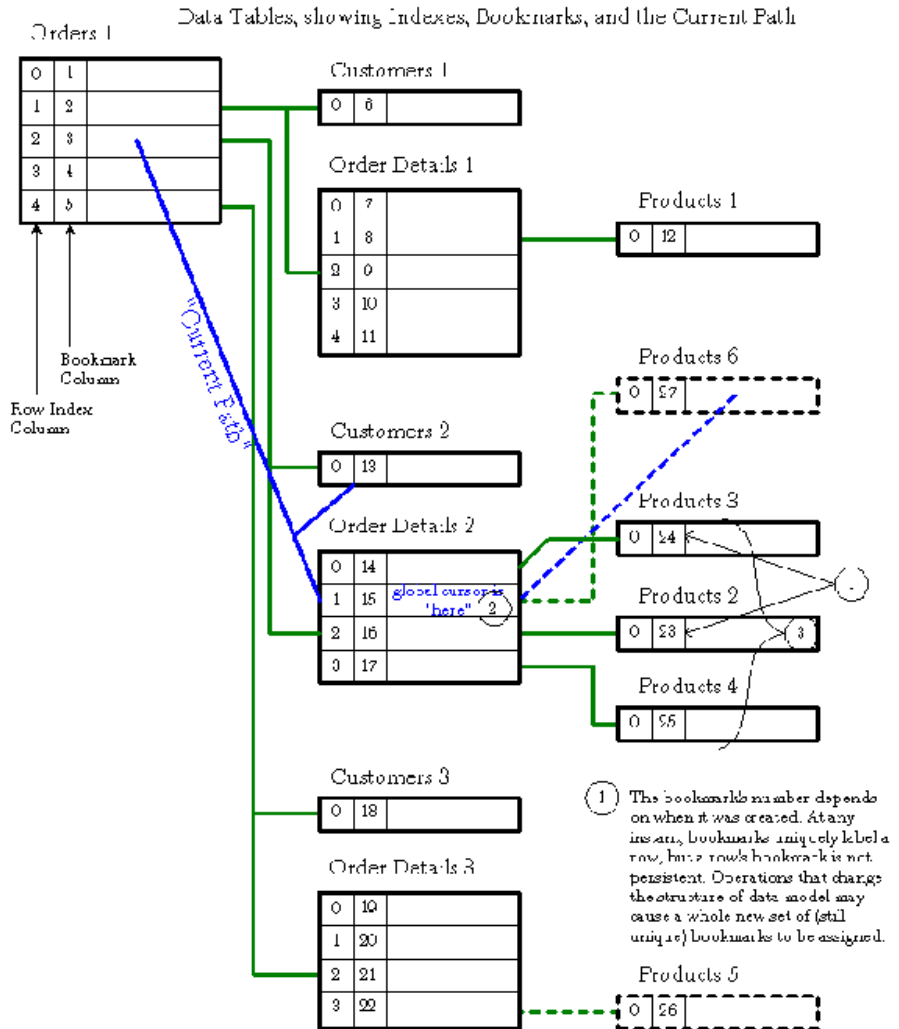 Data Tables, showing Indexes, Bookmarks, and the Current Path
Orders 1
0 1
1 2
2 3
3 4
4 5
Row Index
Column
Bookmark
Column
"Current Path"
Customers 1
0 6
Order Details 1
0 7
1 8
2 9
3 10
4 11
Products 1
0 12
Products 6
0 27
Customers 2
0 13
Order Details 2
0 14
1 15 global cursor is
"here" 2
2 16
3 17
Products 3
0 24
Products 2
0 23
3
Products 4
0 25
Customers 3
0 18
Order Details 3
0 19
1 20
2 21
3 22
1 The bookmark's number depends
on when it was created. At any
instant, bookmarks uniquely label a
row, but a row's bookmark is not
persistent. Operations that change
the structure of data model may
cause a whole new set of (still
unique) bookmarks to be assigned.
Products 5
0 26